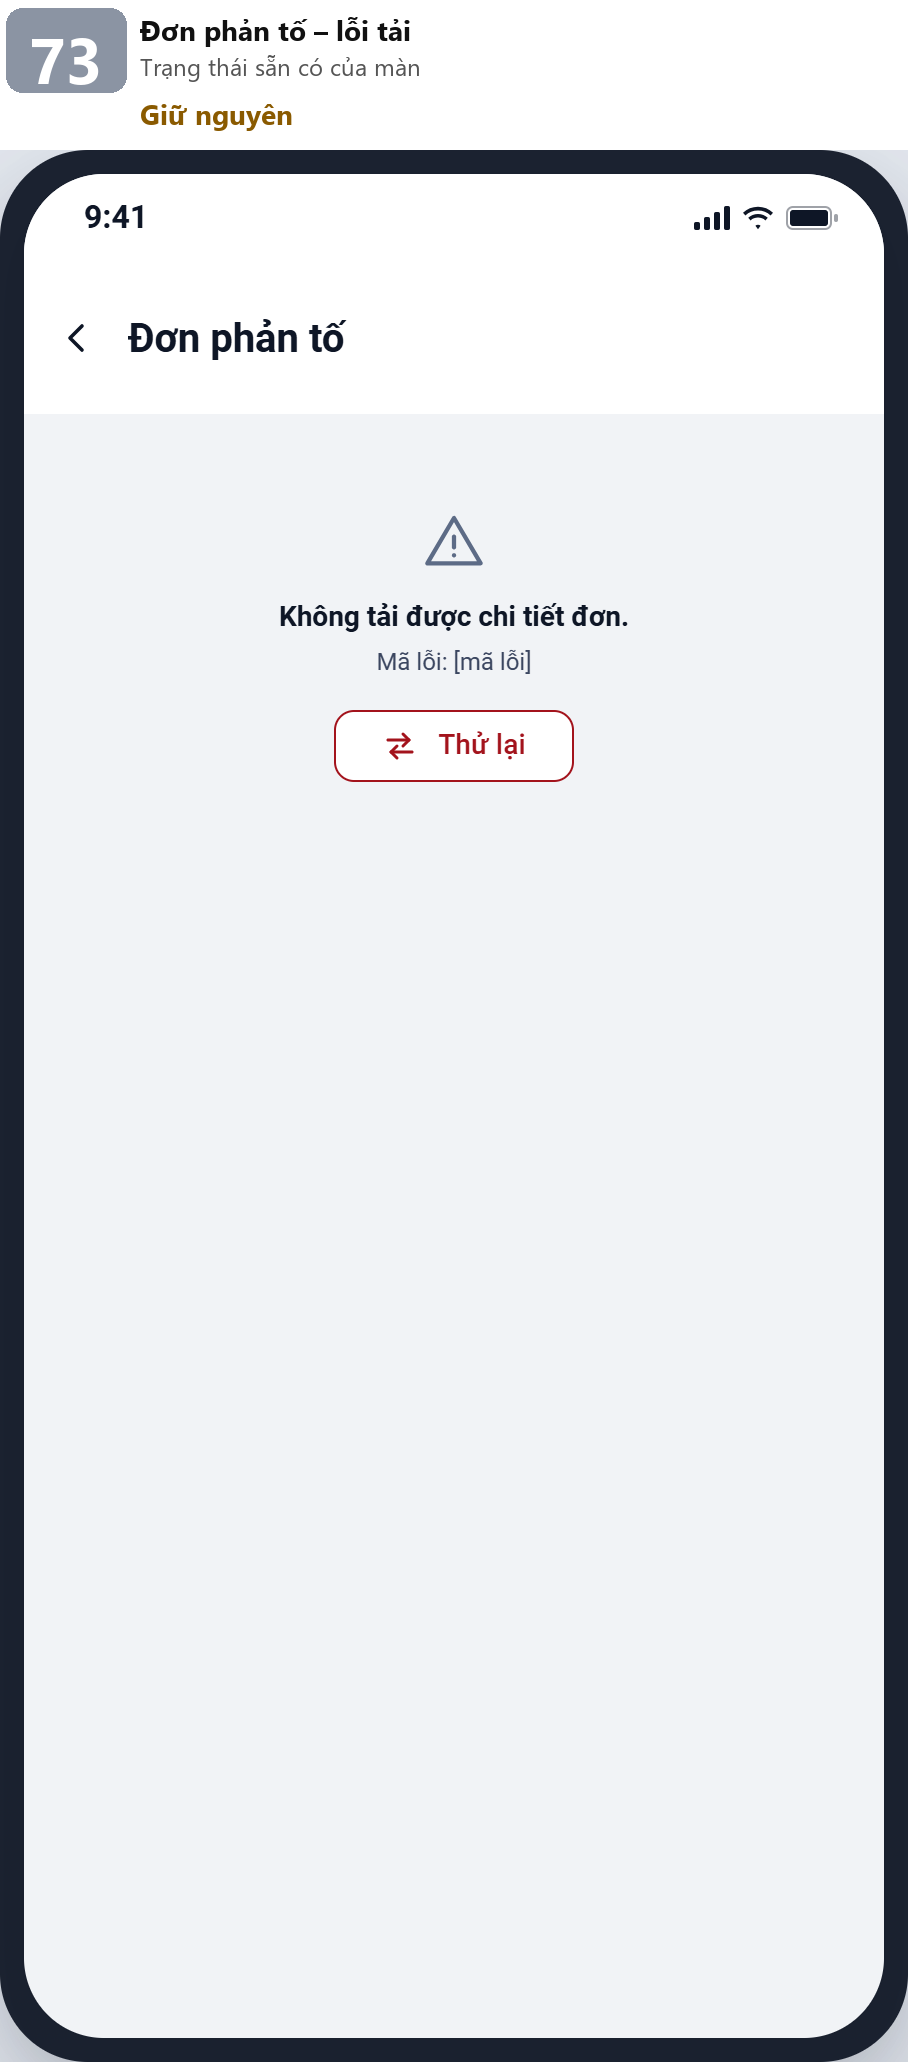 73
Đơn phản tố – lỗi tải
Trạng thái sẵn có của màn
Giữ nguyên
9:41
Đơn phản tố
Không tải được chi tiết đơn.
Mã lỗi: [mã lỗi]
Thử lại